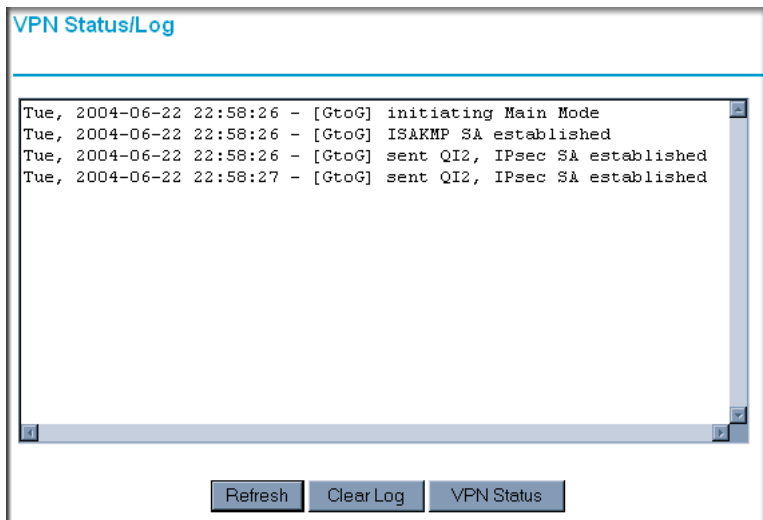 VPN Status/Log
Tue, 2004-06-22 22:58:26 - [GtoG] initiating Main Mode
Tue, 2004-06-22 22:58:26 - [GtoG] ISAKMP SA established
Tue, 2004-06-22 22:58:26 - [GtoG] sent QI2, IPsec SA established
Tue, 2004-06-22 22:58:27 - [GtoG] sent QI2, IPsec SA established
Refresh Clear Log VPN Status